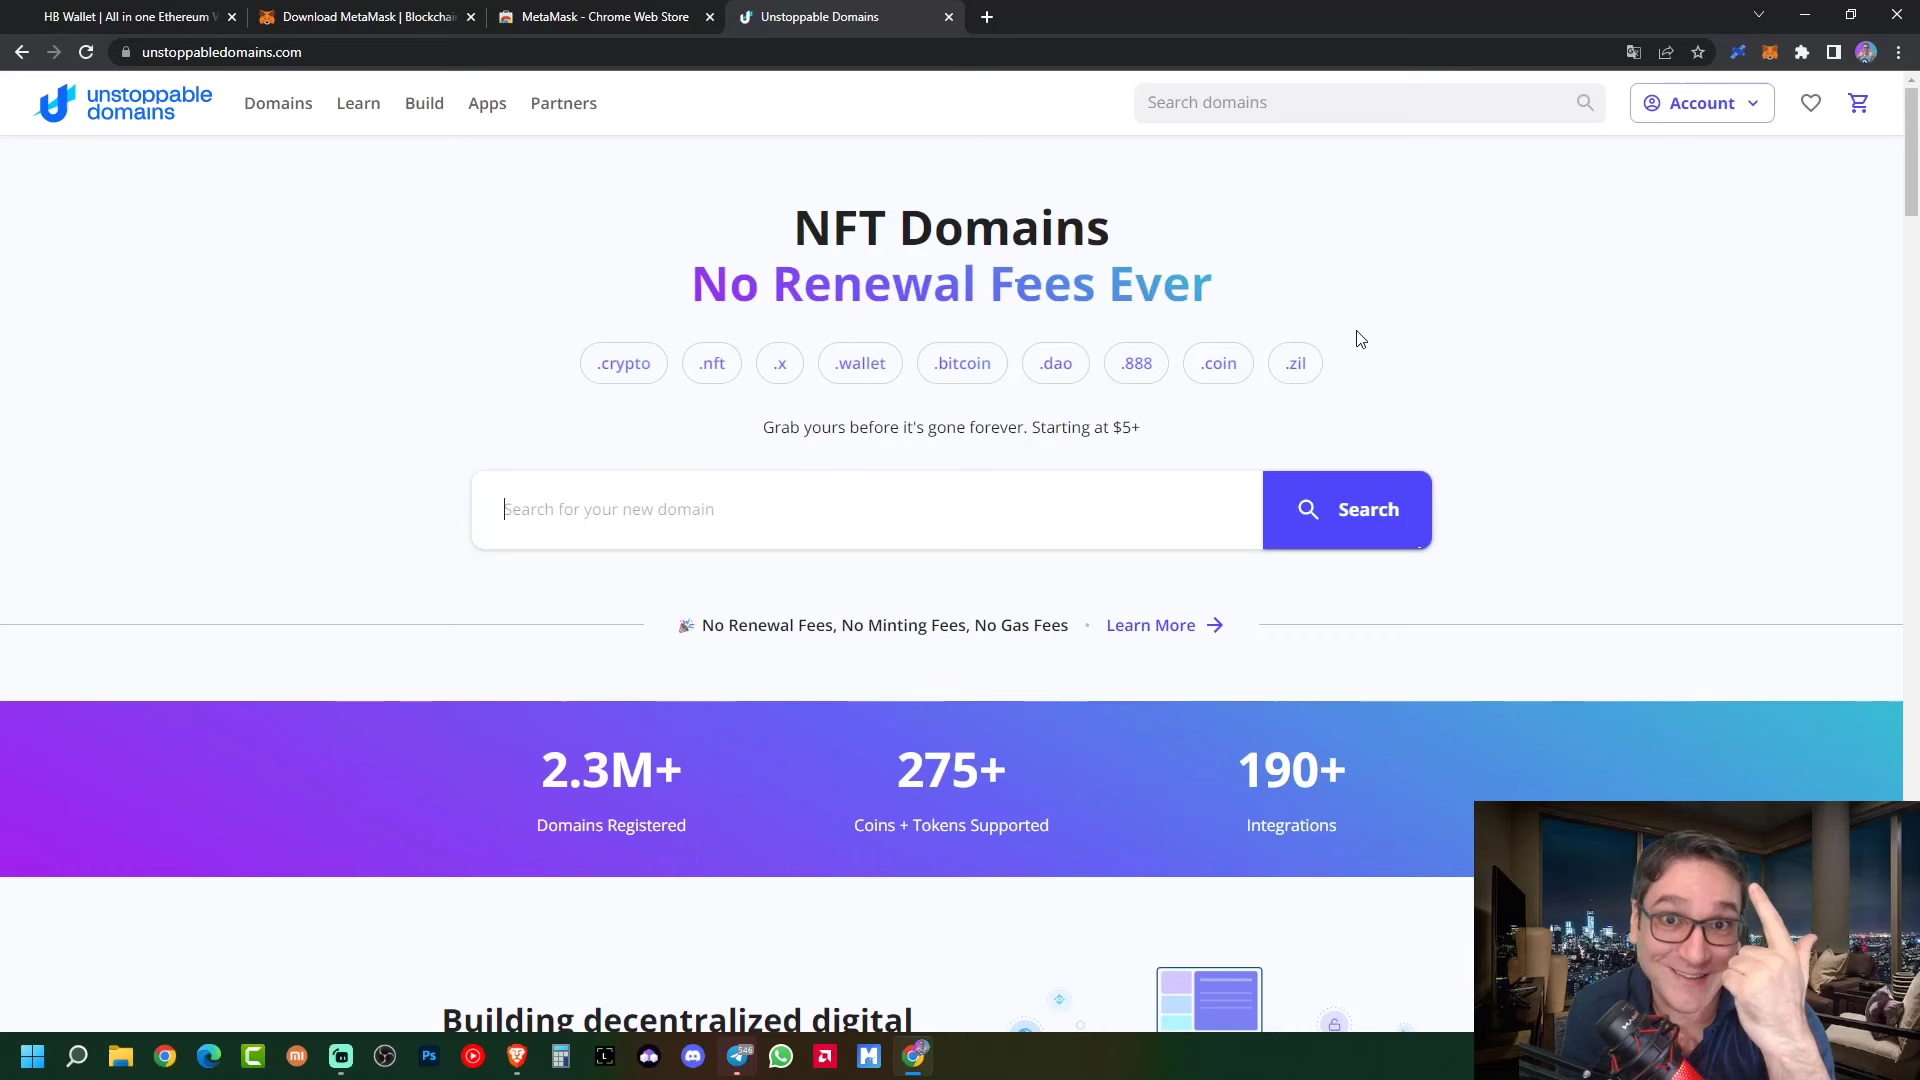 HB Wallet | All in one Ethereum W
Download MetaMask | Blockchai
MetaMask - Chrome Web Store
Unstoppable Domains
unstoppabledomains.com
unstoppable
domains
Domains
Learn
Build
Apps
Partners
Search domains
Account
NFT Domains
No Renewal Fees Ever
.crypto
.nft
.x
.wallet
.bitcoin
.dao
.888
.coin
.zil
Grab yours before it's gone forever. Starting at $5+
Search for your new domain
Search
No Renewal Fees, No Minting Fees, No Gas Fees
Learn More
2.3M+
275+
190+
Domains Registered
Coins + Tokens Supported
Integrations
Building decentralized digital
mi
Ps
L
546